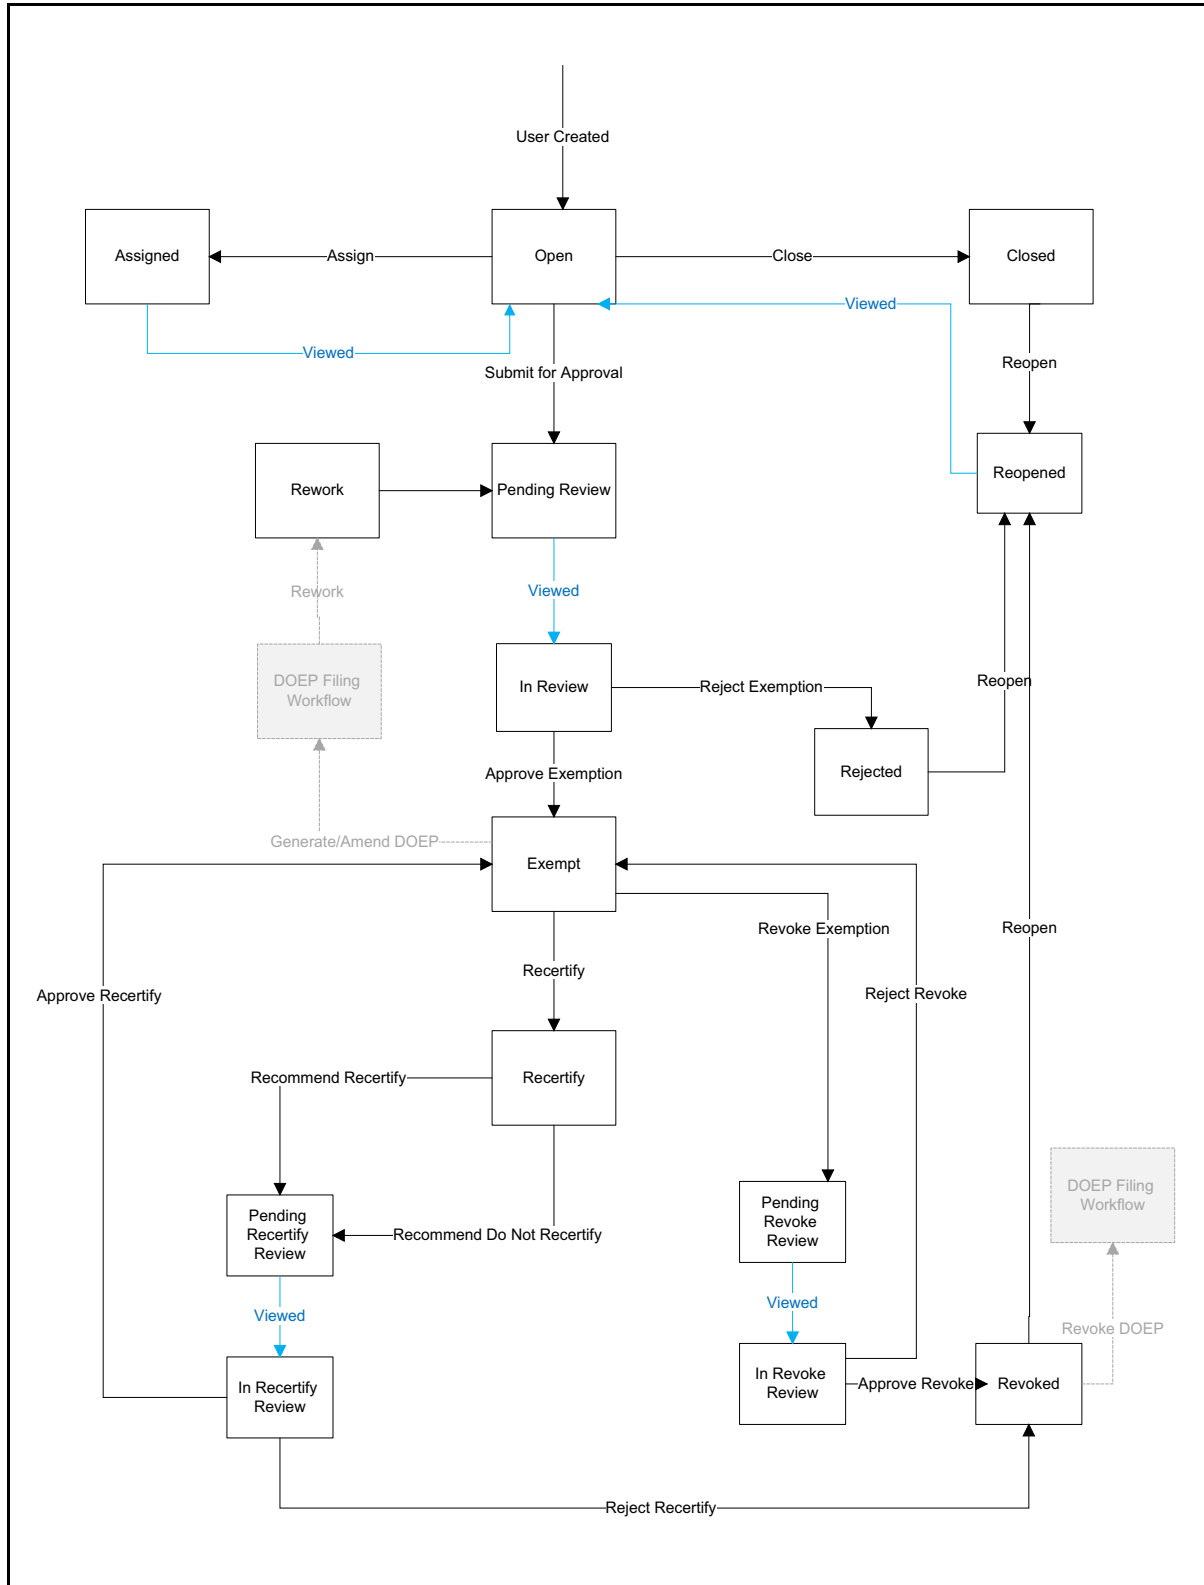 User Created
Assigned
Assign
Open
Close
Closed
Viewed
Viewed
Submit for Approval
Reopen
Rework
Pending Review
Reopened
Rework
Viewed
DOEP Filing
Workflow
In Review
Reject Exemption
Reopen
Approve Exemption
Rejected
Generate/Amend DOEP
Exempt
Revoke Exemption
Reopen
Recertify
Approve Recertify
Reject Revoke
Recommend Recertify
Recertify
DOEP Filing
Workflow
Pending
Recertify
Review
Recommend Do Not Recertify
Pending
Revoke
Review
Viewed
Viewed
Revoke DOEP
In Recertify
Review
In Revoke
Review
Approve Revoke
Revoked
Reject Recertify